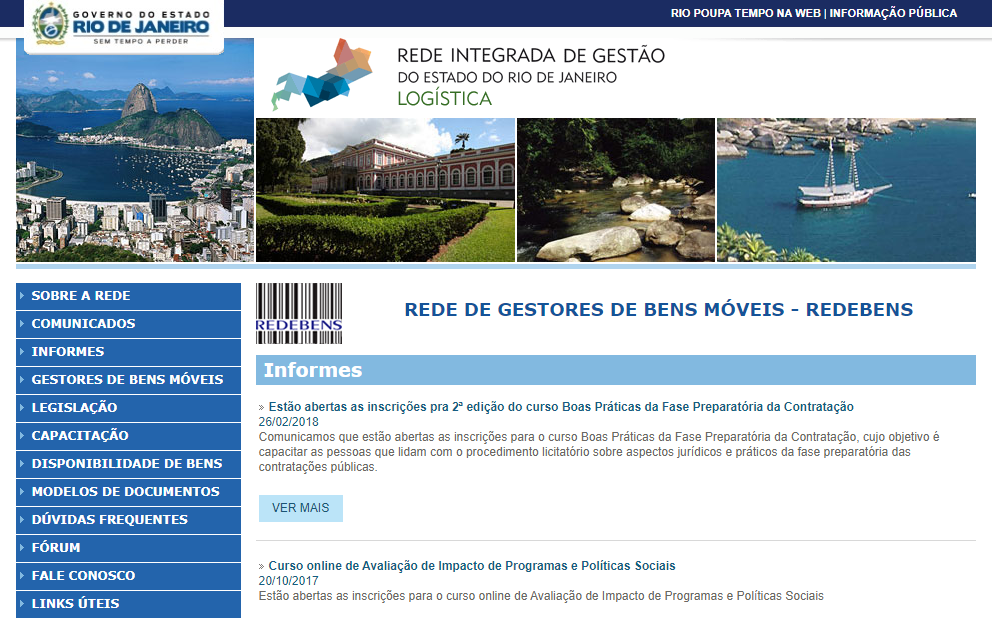 RIO POUPA TEMPO NA WEB | INFORMAÇÃO PÚBLICA
GOVERNO DO ESTADO
RIO DE JANEIRO
SEM TEMPO A PERDER
REDE INTEGRADA DE GESTÃO
DO ESTADO DO RIO DE JANEIRO
LOGÍSTICA
SOBRE A REDE
COMUNICADOS
INFORMES
GESTORES DE BENS MÓVEIS
LEGISLAÇÃO
CAPACITAÇÃO
DISPONIBILIDADE DE BENS
MODELOS DE DOCUMENTOS
DÚVIDAS FREQUENTES
FÓRUM
FALE CONOSCO
LINKS ÚTEIS
REDEBENS
REDE DE GESTORES DE BENS MÓVEIS - REDEBENS
Informes
» Estão abertas as inscrições pra 2ª edição do curso Boas Práticas da Fase Preparatória da Contratação
26/02/2018
Comunicamos que estão abertas as inscrições para o curso Boas Práticas da Fase Preparatória da Contratação, cujo objetivo é
capacitar as pessoas que lidam com o procedimento licitatório sobre aspectos jurídicos e práticos da fase preparatória das
contratações públicas.
VER MAIS
» Curso online de Avaliação de Impacto de Programas e Políticas Sociais
20/10/2017
Estão abertas as inscrições para o curso online de Avaliação de Impacto de Programas e Políticas Sociais